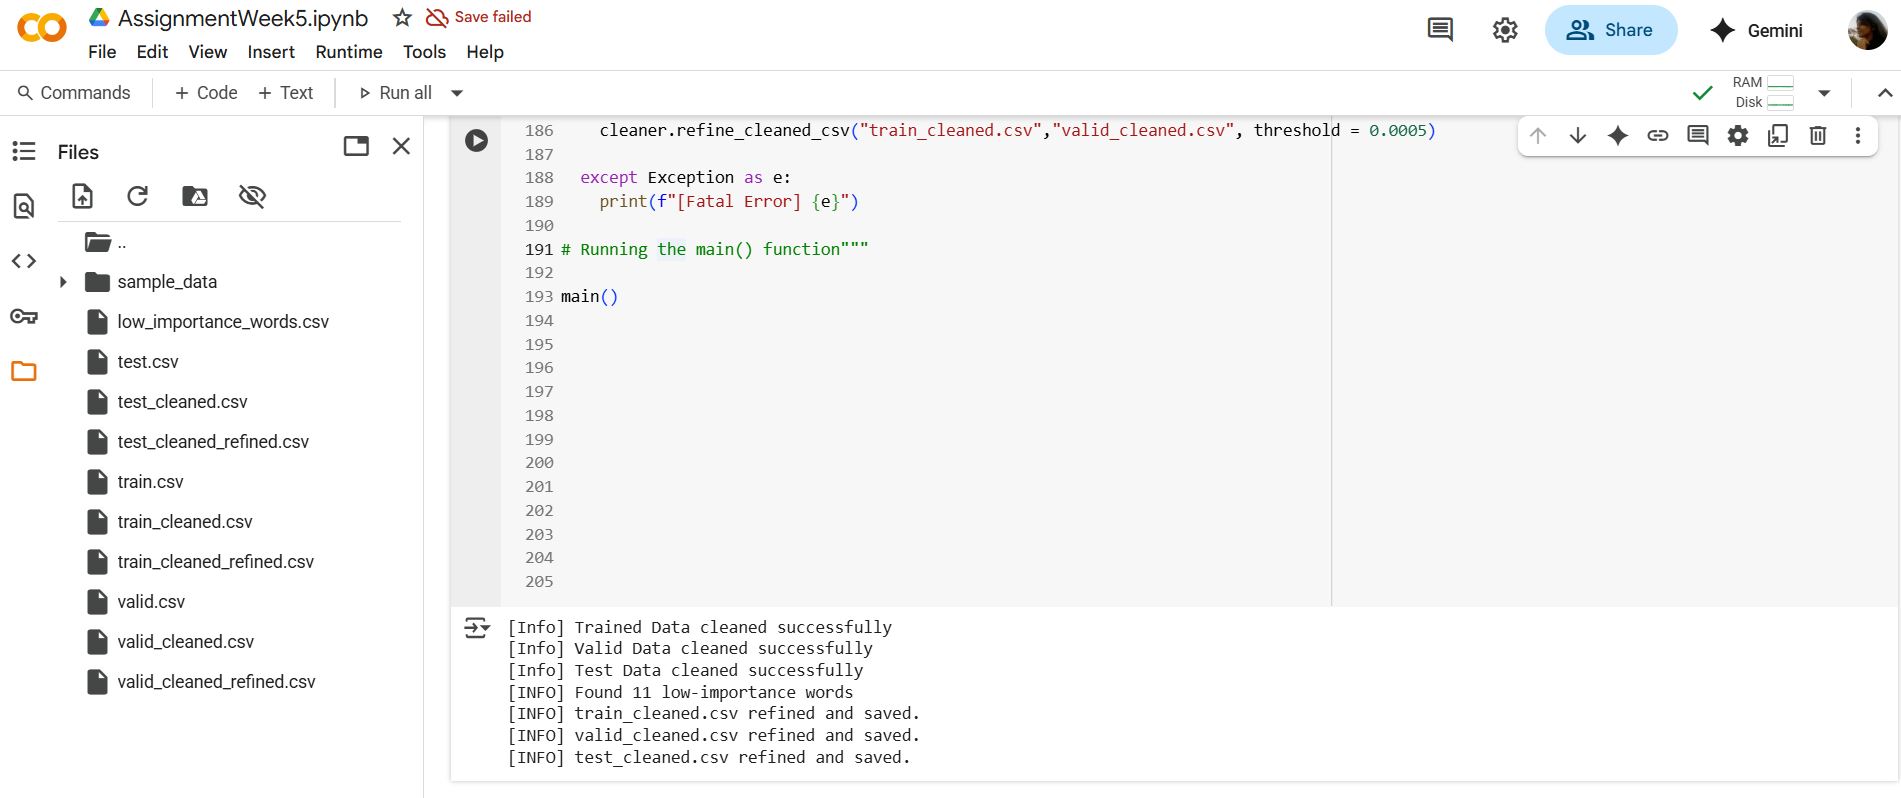 AssignmentWeek5.ipynb Save failed
File Edit View Insert Runtime Tools Help
Share
Gemini
Commands + Code + Text Run all
RAM
Disk
Files
..
sample_data
low_importance_words.csv
test.csv
test_cleaned.csv
test_cleaned_refined.csv
train.csv
train_cleaned.csv
train_cleaned_refined.csv
valid.csv
valid_cleaned.csv
valid_cleaned_refined.csv
186 cleaner.refine_cleaned_csv("train_cleaned.csv","valid_cleaned.csv", threshold = 0.0005)
187
188 except Exception as e:
189 print(f"[Fatal Error] {e}")
190
191 # Running the main() function"""
192
193 main()
194
195
196
197
198
199
200
201
202
203
204
205
[Info] Trained Data cleaned successfully
[Info] Valid Data cleaned successfully
[Info] Test Data cleaned successfully
[INFO] Found 11 low-importance words
[INFO] train_cleaned.csv refined and saved.
[INFO] valid_cleaned.csv refined and saved.
[INFO] test_cleaned.csv refined and saved.